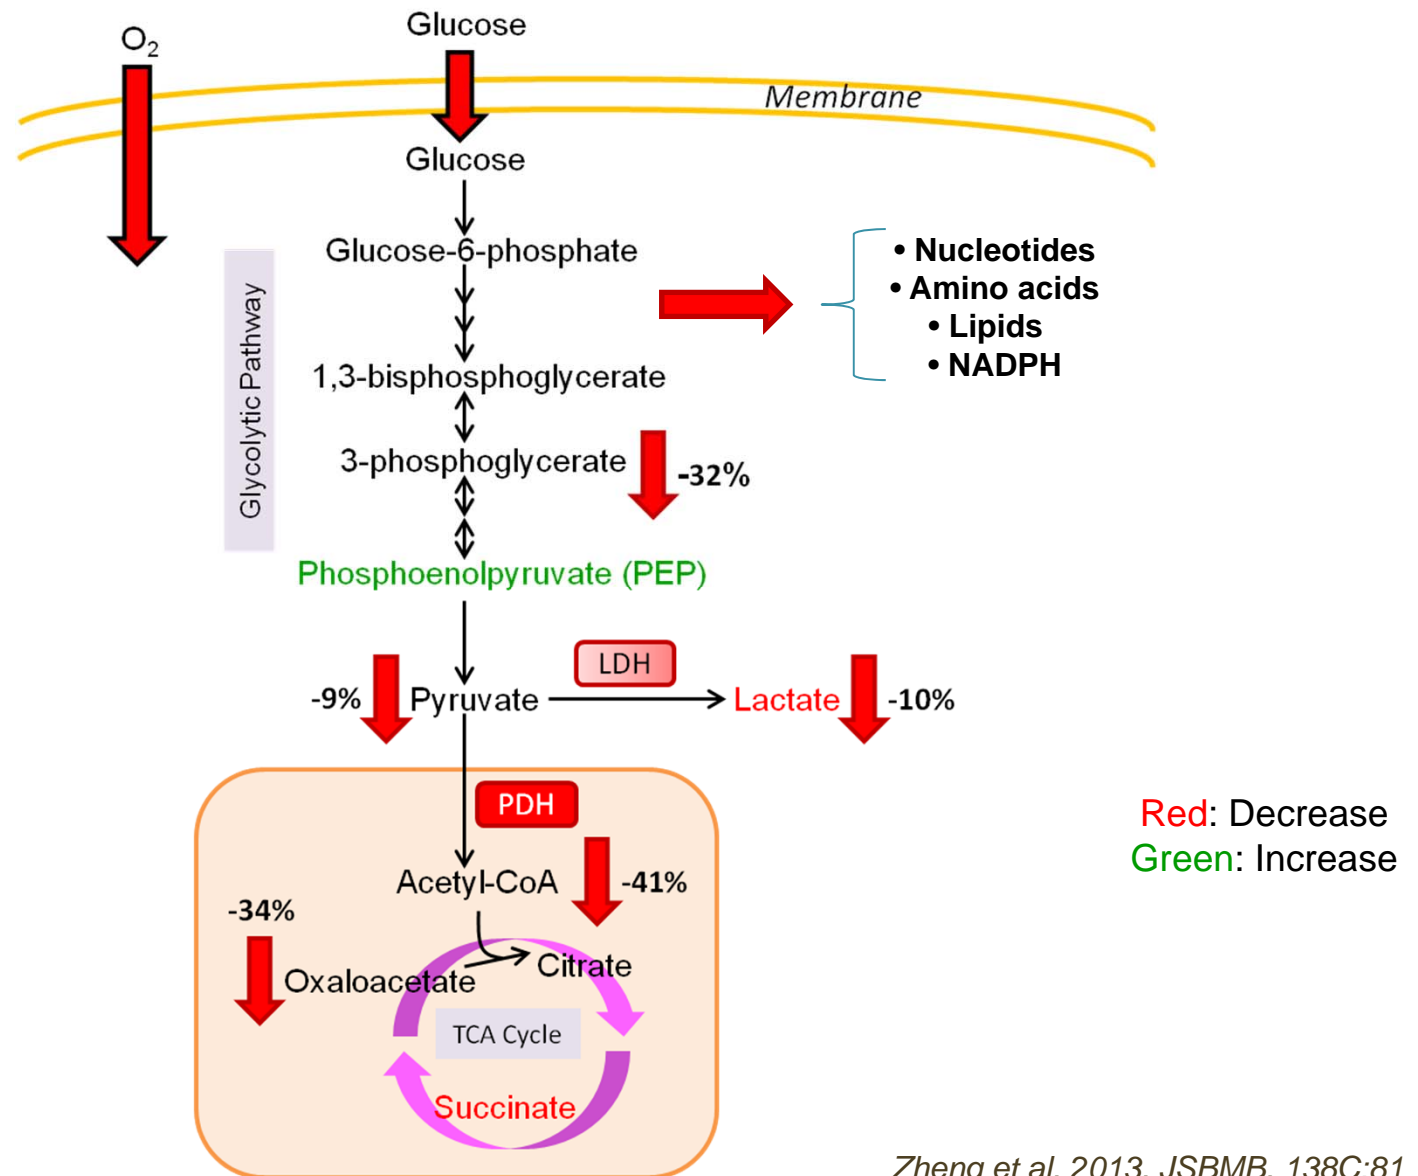 O2
Glucose
Membrane
Glucose
Glucose-6-phosphate
• Nucleotides
• Amino acids
• Lipids
• NADPH
Glycolytic Pathway
1,3-bisphosphoglycerate
3-phosphoglycerate
-32%
Phosphoenolpyruvate (PEP)
LDH
-9%
Pyruvate
Lactate
-10%
PDH
Red: Decrease
Green: Increase
Acetyl-CoA
-41%
-34%
Oxaloacetate
Citrate
TCA Cycle
Succinate
Zheng et al. 2013. JSBMB. 138C:81